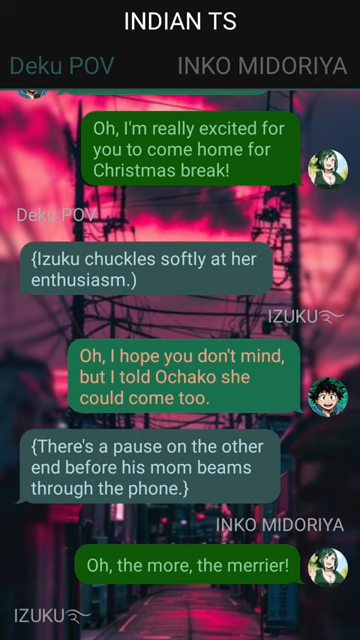 INDIAN TS
Deku POV
INKO MIDORIYA
Oh, I'm really excited for
you to come home for
Christmas break!
Deku POV
{Izuku chuckles softly at her
enthusiasm.)
IZUKU
Oh, I hope you don't mind,
but I told Ochako she
could come too.
{There's a pause on the other
end before his mom beams
through the phone.}
INKO MIDORIYA
Oh, the more, the merrier!
IZUKU